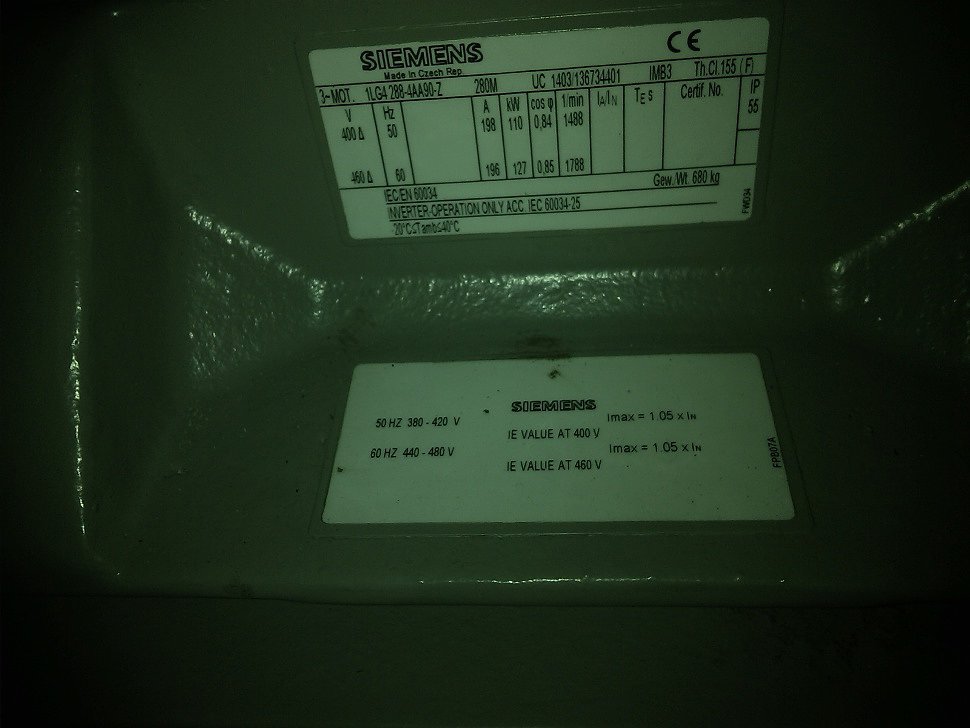 SIEMENS CE
Made in Czech Rep.
3~MOT. 1LG4 288-4AA90-Z 280M UC 1403/136734401 IMB3 Th.Cl.155 (F)
V Hz A kW cos φ 1/min IA/IN TE s Certif. No. IP
55
400 Δ 50 198 110 0,84 1488
460 Δ 60 196 127 0,85 1788
IEC/EN 60034 Gew./Wt. 680 kg
INVERTER-OPERATION ONLY ACC. IEC 60034-25
-20°C≤Tamb≤40°C
SIEMENS
50 HZ 380 - 420 V Imax = 1.05 x IN
IE VALUE AT 400 V
60 HZ 440 - 480 V Imax = 1.05 x IN
IE VALUE AT 460 V
FP807A